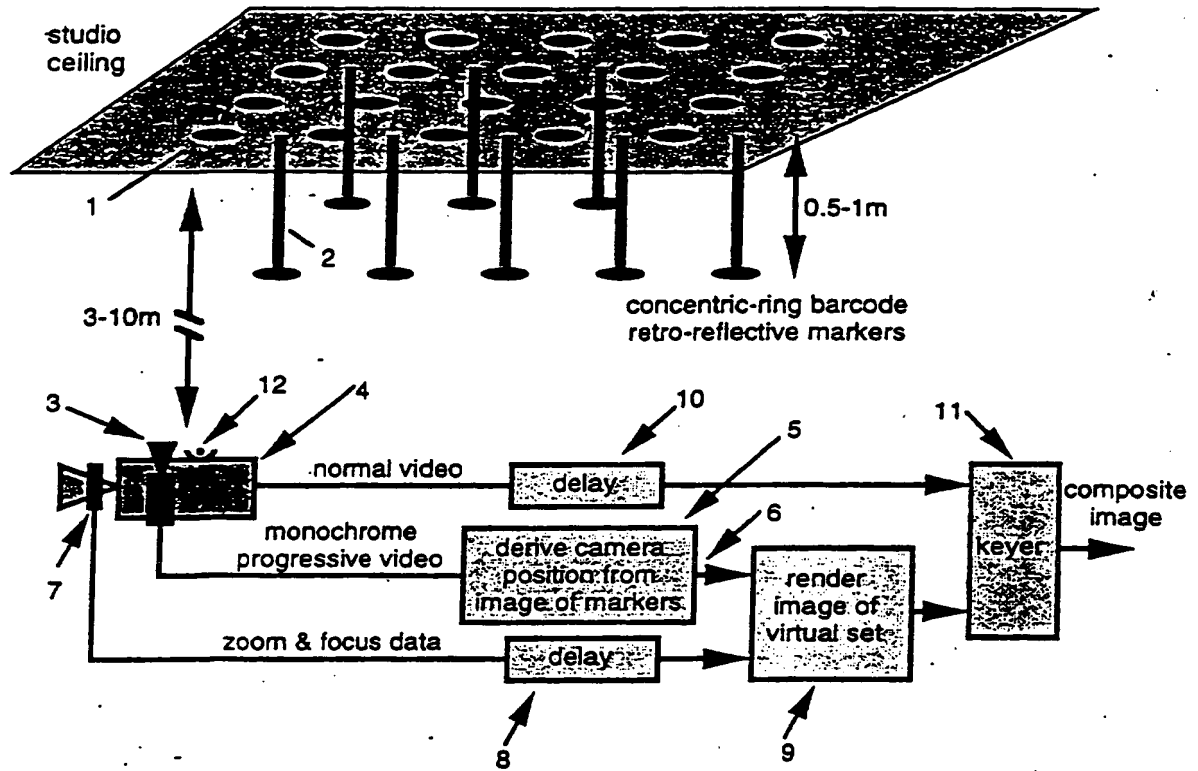 studio
ceiling
1
2
0.5-1m
3-10m
concentric-ring barcode
retro-reflective markers
3
12
4
10
5
11
normal video
delay
composite
image
monochrome
progressive video
6
derive camera
position from
image of markers
render
image of
virtual set
keyer
7
zoom & focus data
delay
8
9